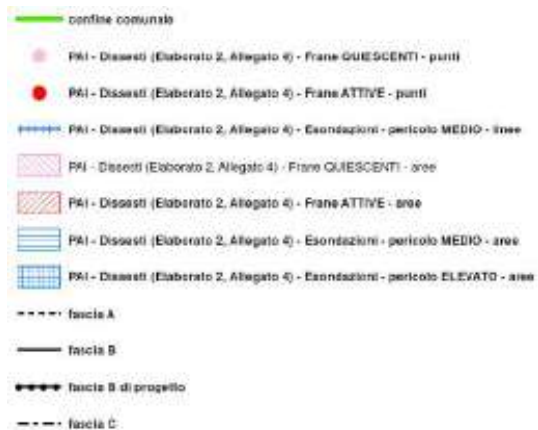 confine comunale
PAI - Dissesti (Elaborato 2, Allegato 4) - Frane QUIESCENTI - punti
PAI - Dissesti (Elaborato 2, Allegato 4) - Frane ATTIVE - punti
PAI - Dissesti (Elaborato 2, Allegato 4) - Esondazioni - pericolo MEDIO - linee
PAI - Dissesti (Elaborato 2, Allegato 4) - Frane QUIESCENTI - aree
PAI - Dissesti (Elaborato 2, Allegato 4) - Frane ATTIVE - aree
PAI - Dissesti (Elaborato 2, Allegato 4) - Esondazioni - pericolo MEDIO - aree
PAI - Dissesti (Elaborato 2, Allegato 4) - Esondazioni - pericolo ELEVATO - aree
fascia A
fascia B
fascia B di progetto
fascia C